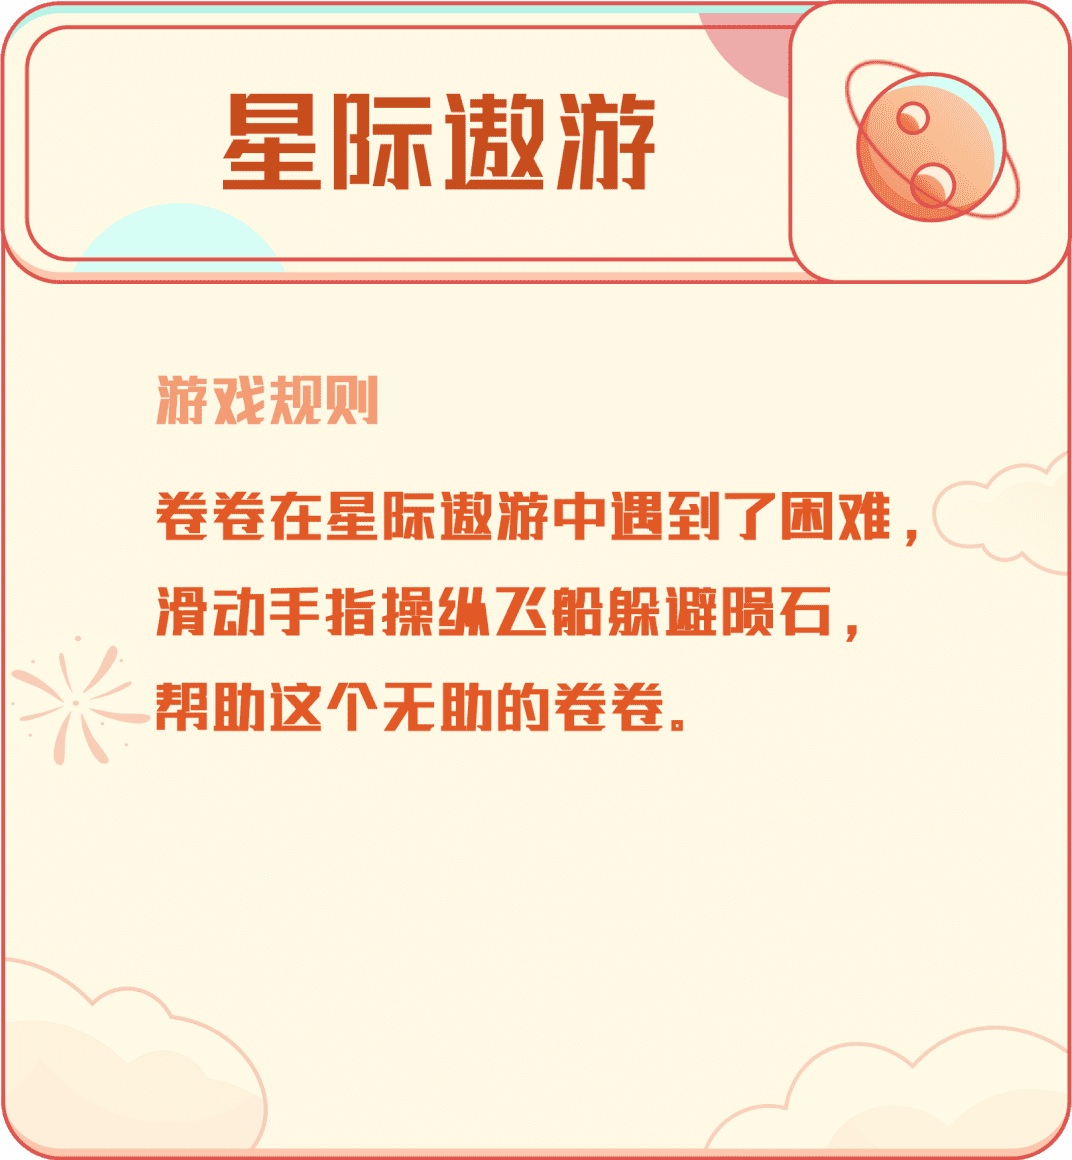 星际遨游
游戏规则
卷卷在星际遨游中遇到了困难，
滑动手指操纵飞船躲避陨石，
帮助这个无助的卷卷。